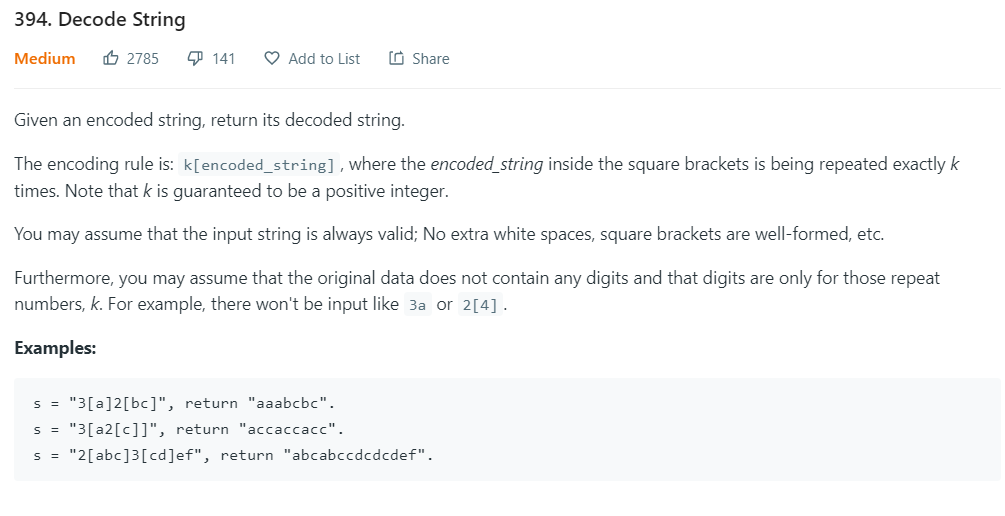 394. Decode String
Medium 2785 141 Add to List Share
Given an encoded string, return its decoded string.
The encoding rule is: k[encoded_string], where the encoded_string inside the square brackets is being repeated exactly k
times. Note that k is guaranteed to be a positive integer.
You may assume that the input string is always valid; No extra white spaces, square brackets are well-formed, etc.
Furthermore, you may assume that the original data does not contain any digits and that digits are only for those repeat
numbers, k. For example, there won't be input like 3a or 2[4].
Examples:
s = "3[a]2[bc]", return "aaabcbc".
s = "3[a2[c]]", return "accaccacc".
s = "2[abc]3[cd]ef", return "abcabccdcdcdef".